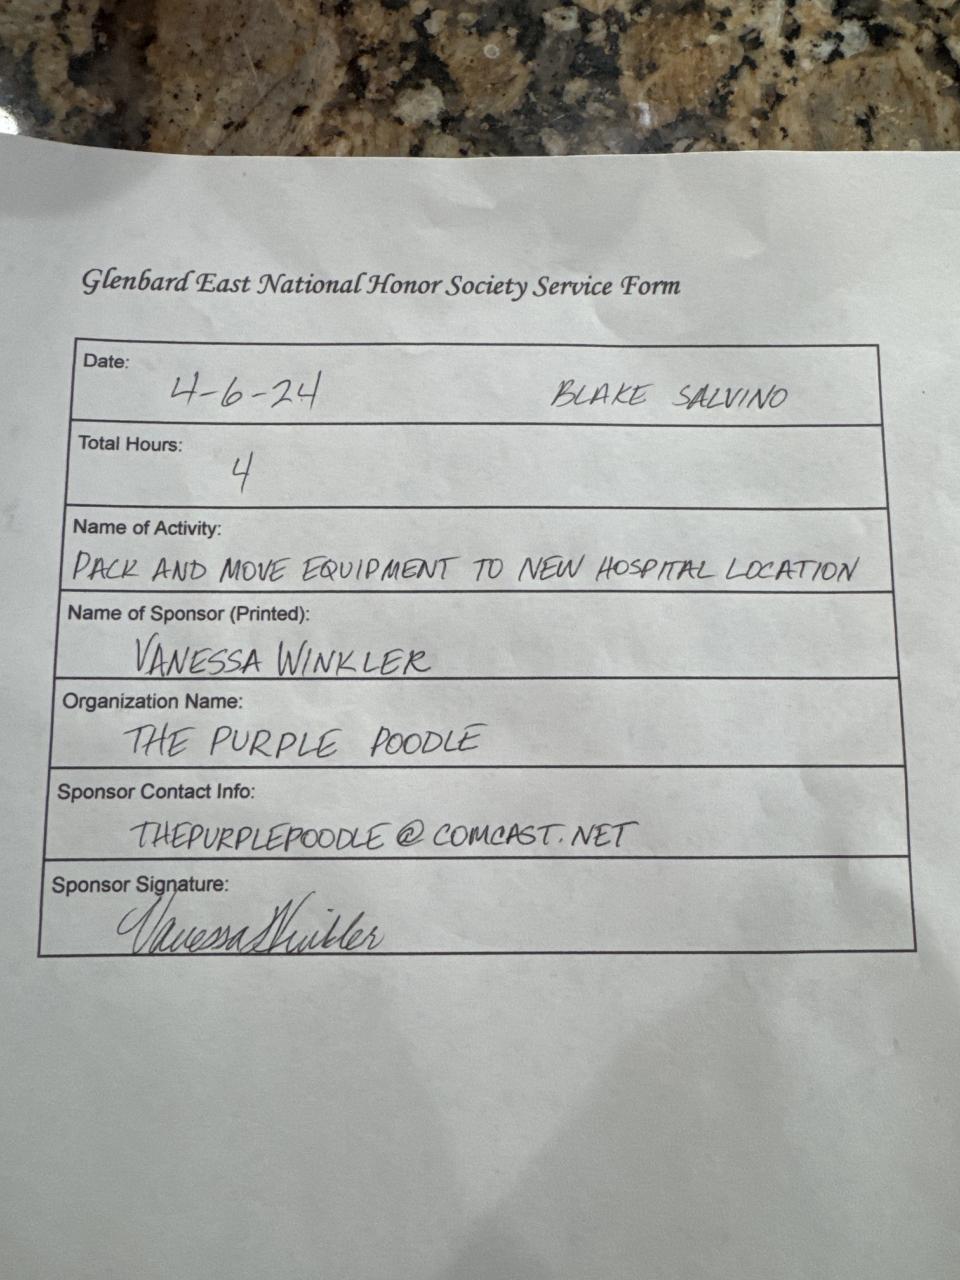 Glenbard East National Honor Society Service Form
Date:
4-6-24 BLAKE SALVINO
Total Hours:
4
Name of Activity:
PACK AND MOVE EQUIPMENT TO NEW HOSPITAL LOCATION
Name of Sponsor (Printed):
VANESSA WINKLER
Organization Name:
THE PURPLE POODLE
Sponsor Contact Info:
THEPURPLEPOODLE@COMCAST.NET
Sponsor Signature:
Vanessa Winkler